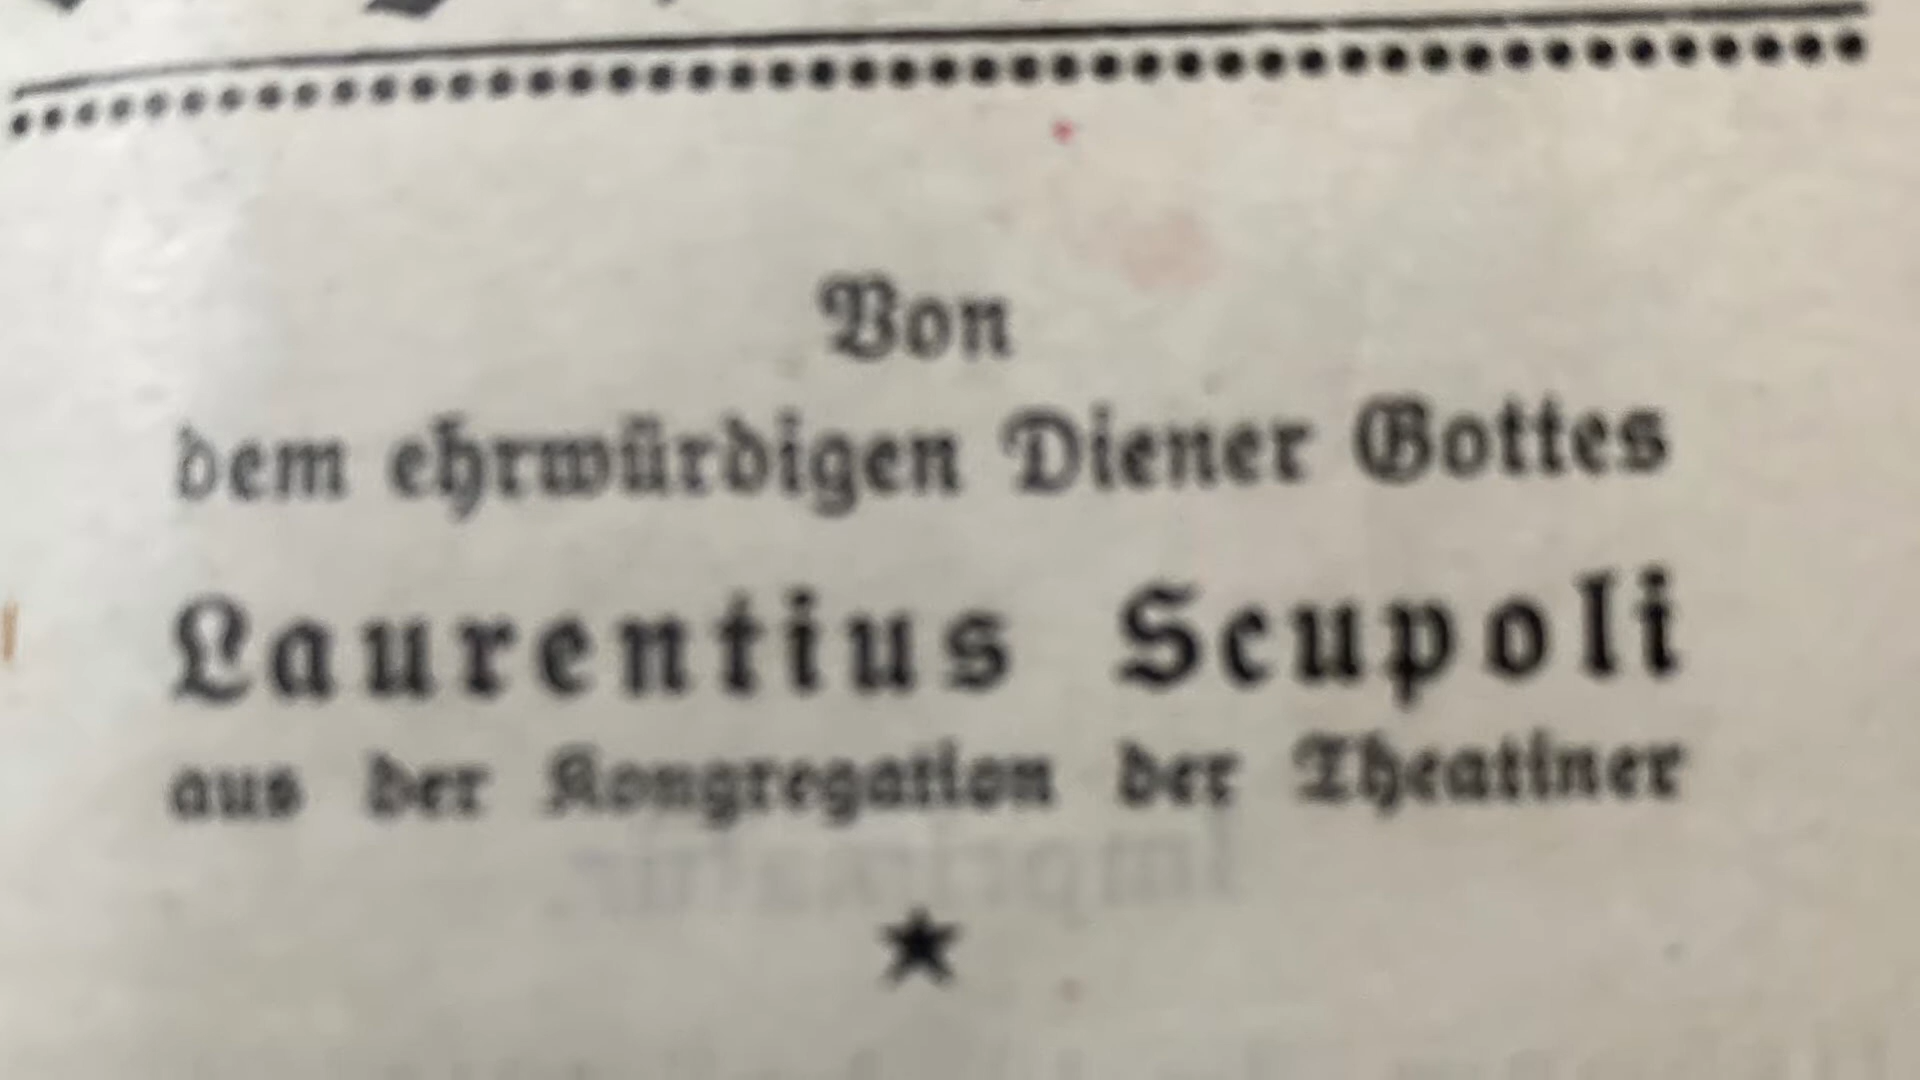 Von
dem ehrwürdigen Diener Gottes
Laurentius Scupoli
aus der Kongregation der Theatiner